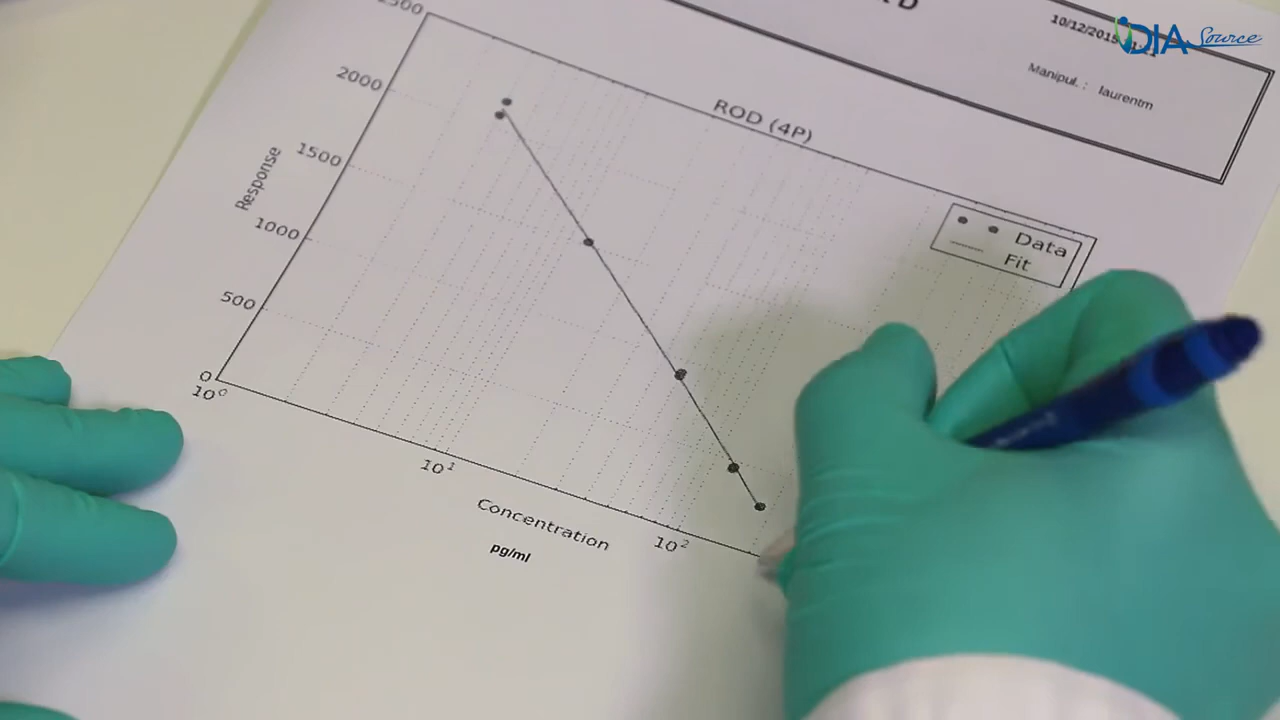 10/12/2015
Manipul. : laurentm
DIA Source
ROD (4P)
2500
2000
1500
1000
500
0
Response
Data
Fit
10⁰
10¹
10²
Concentration
pg/ml